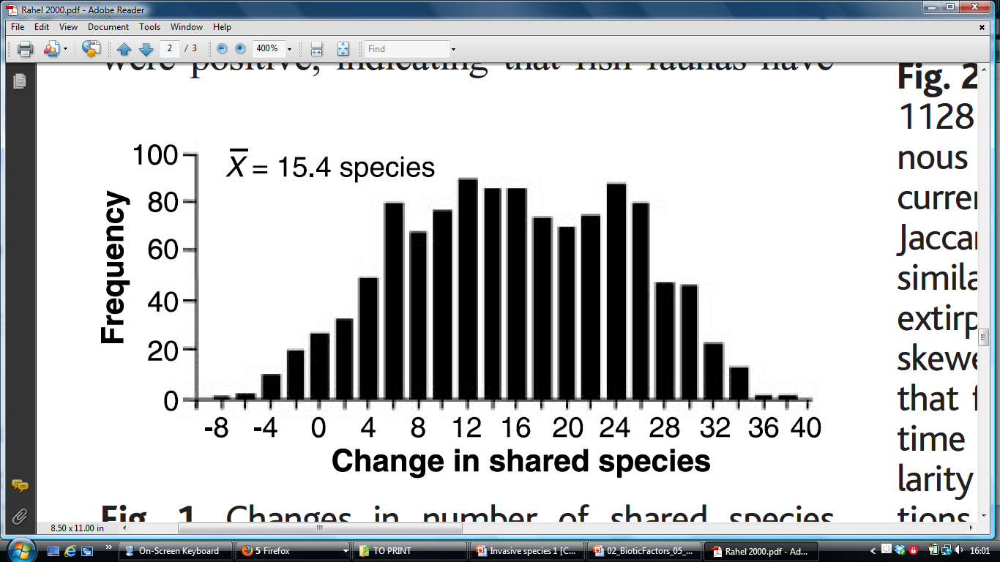 Rahel 2000.pdf - Adobe Reader
File Edit View Document Tools Window Help
2 / 3 400% Find
were positive, indicating that fish faunas have
100
80
60
40
20
0
Frequency
X̅ = 15.4 species
-8 -4 0 4 8 12 16 20 24 28 32 36 40
Change in shared species
Fig. 1 Changes in number of shared species
Fig. 2
1128
nous
curre
Jacca
simila
extirp
skewe
that f
time
larity
tions
8.50 x 11.00 in
On-Screen Keyboard 5 Firefox TO PRINT Invasive species 1 [C... 02_BioticFactors_05_... Rahel 2000.pdf - Ad... 16:01